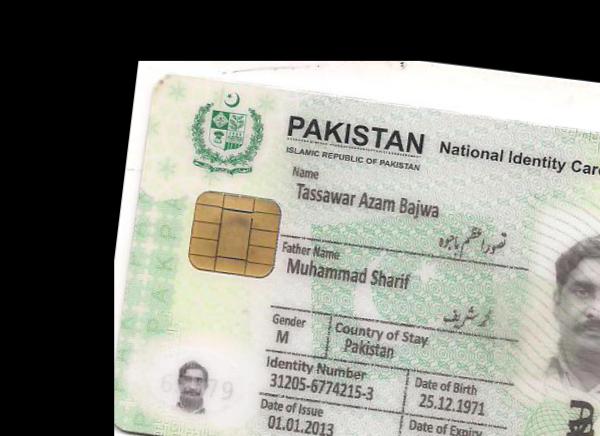 PAKISTAN National Identity Card
ISLAMIC REPUBLIC OF PAKISTAN
Name
Tassawar Azam Bajwa
تصور اعظم باجوہ
Father Name
Muhammad Sharif
محمد شریف
Gender Country of Stay
M Pakistan
Identity Number Date of Birth
31205-6774215-3 25.12.1971
Date of Issue Date of Expiry
01.01.2013